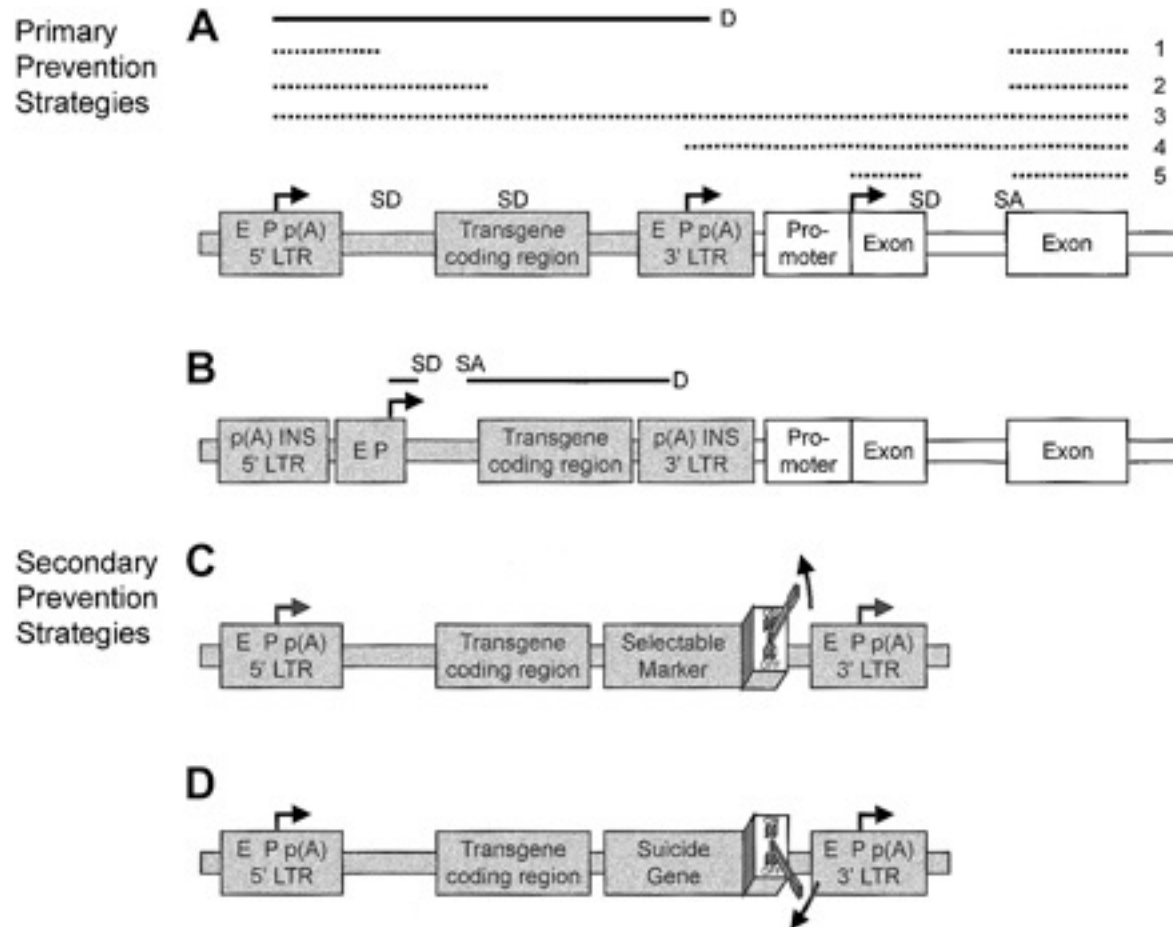 Primary
Prevention
Strategies
A
D
1
2
3
4
5
SD SD SD SA
E P p(A)
5' LTR
Transgene
coding region
E P p(A)
3' LTR
Pro-
moter
Exon
Exon
B
SD SA D
p(A) INS
5' LTR
E P
Transgene
coding region
p(A) INS
3' LTR
Pro-
moter
Exon
Exon
Secondary
Prevention
Strategies
C
E P p(A)
5' LTR
Transgene
coding region
Selectable
Marker
E P p(A)
3' LTR
D
E P p(A)
5' LTR
Transgene
coding region
Suicide
Gene
E P p(A)
3' LTR